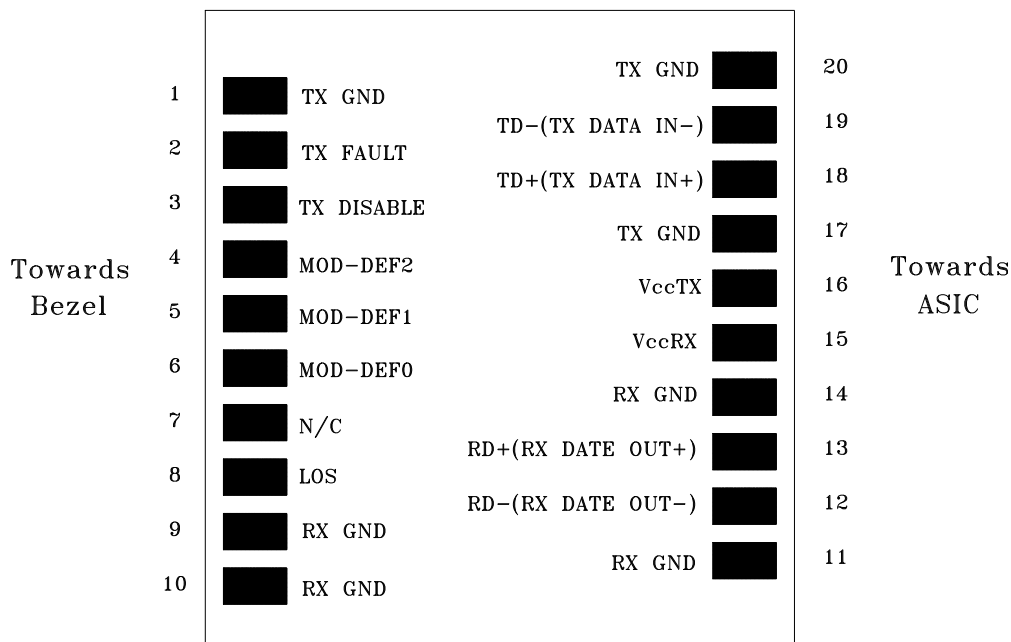 Towards
Bezel
1 TX GND
2 TX FAULT
3 TX DISABLE
4 MOD-DEF2
5 MOD-DEF1
6 MOD-DEF0
7 N/C
8 LOS
9 RX GND
10 RX GND
TX GND 20
TD-(TX DATA IN-) 19
TD+(TX DATA IN+) 18
TX GND 17
VccTX 16
VccRX 15
RX GND 14
RD+(RX DATE OUT+) 13
RD-(RX DATE OUT-) 12
RX GND 11
Towards
ASIC